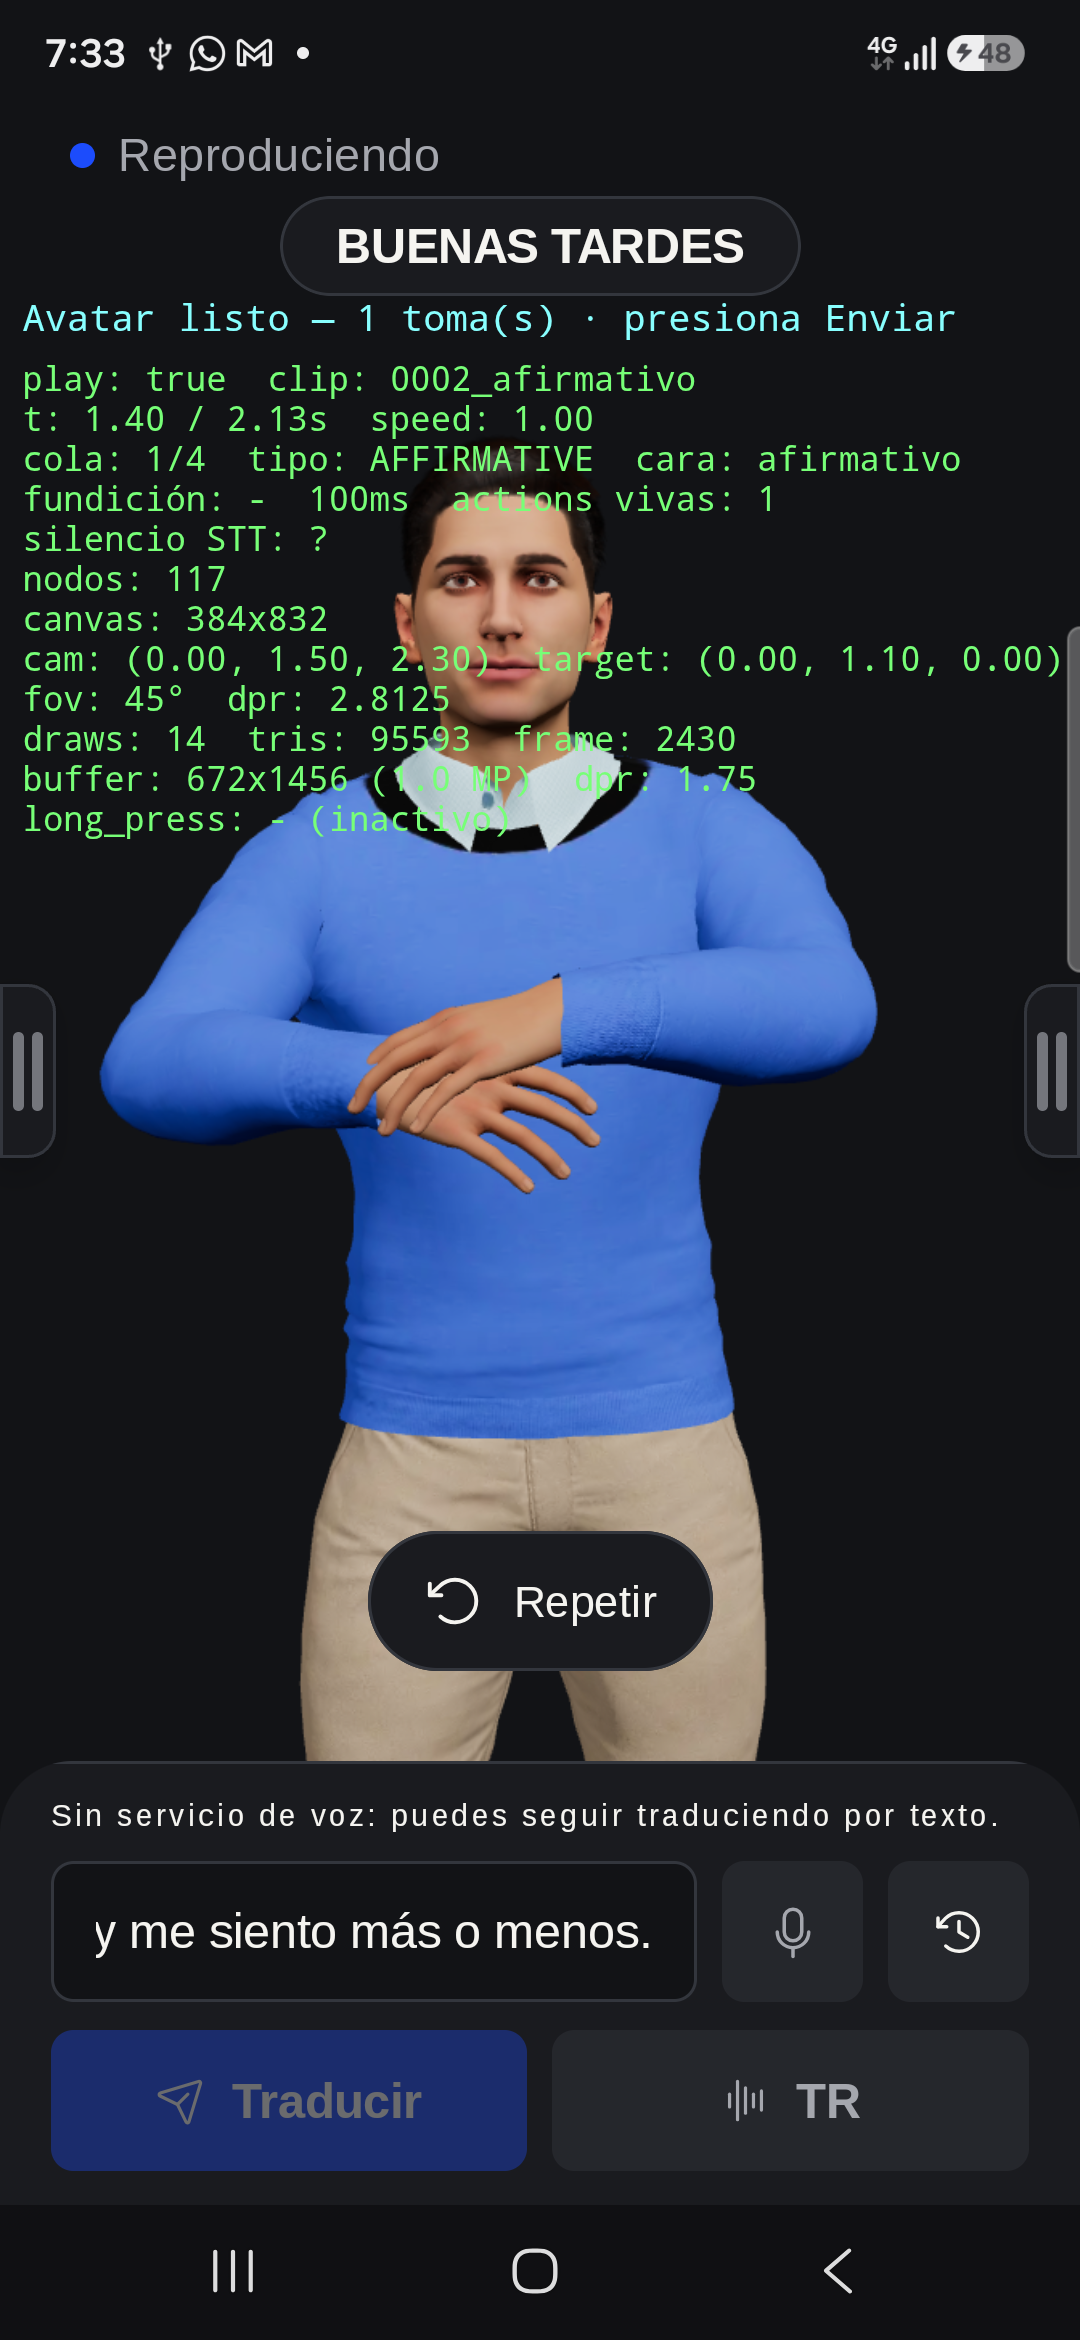 7:33
4G
48
Reproduciendo
BUENAS TARDES
Avatar listo — 1 toma(s) · presiona Enviar
play: true  clip: 0002_afirmativo
t: 1.40 / 2.13s  speed: 1.00
cola: 1/4  tipo: AFFIRMATIVE  cara: afirmativo
fundición: -  100ms  actions vivas: 1
silencio STT: ?
nodos: 117
canvas: 384x832
cam: (0.00, 1.50, 2.30)  target: (0.00, 1.10, 0.00)
fov: 45°  dpr: 2.8125
draws: 14  tris: 95593  frame: 2430
buffer: 672x1456 (1.0 MP)  dpr: 1.75
long_press: - (inactivo)
Repetir
Sin servicio de voz: puedes seguir traduciendo por texto.
y me siento más o menos.
Traducir
TR